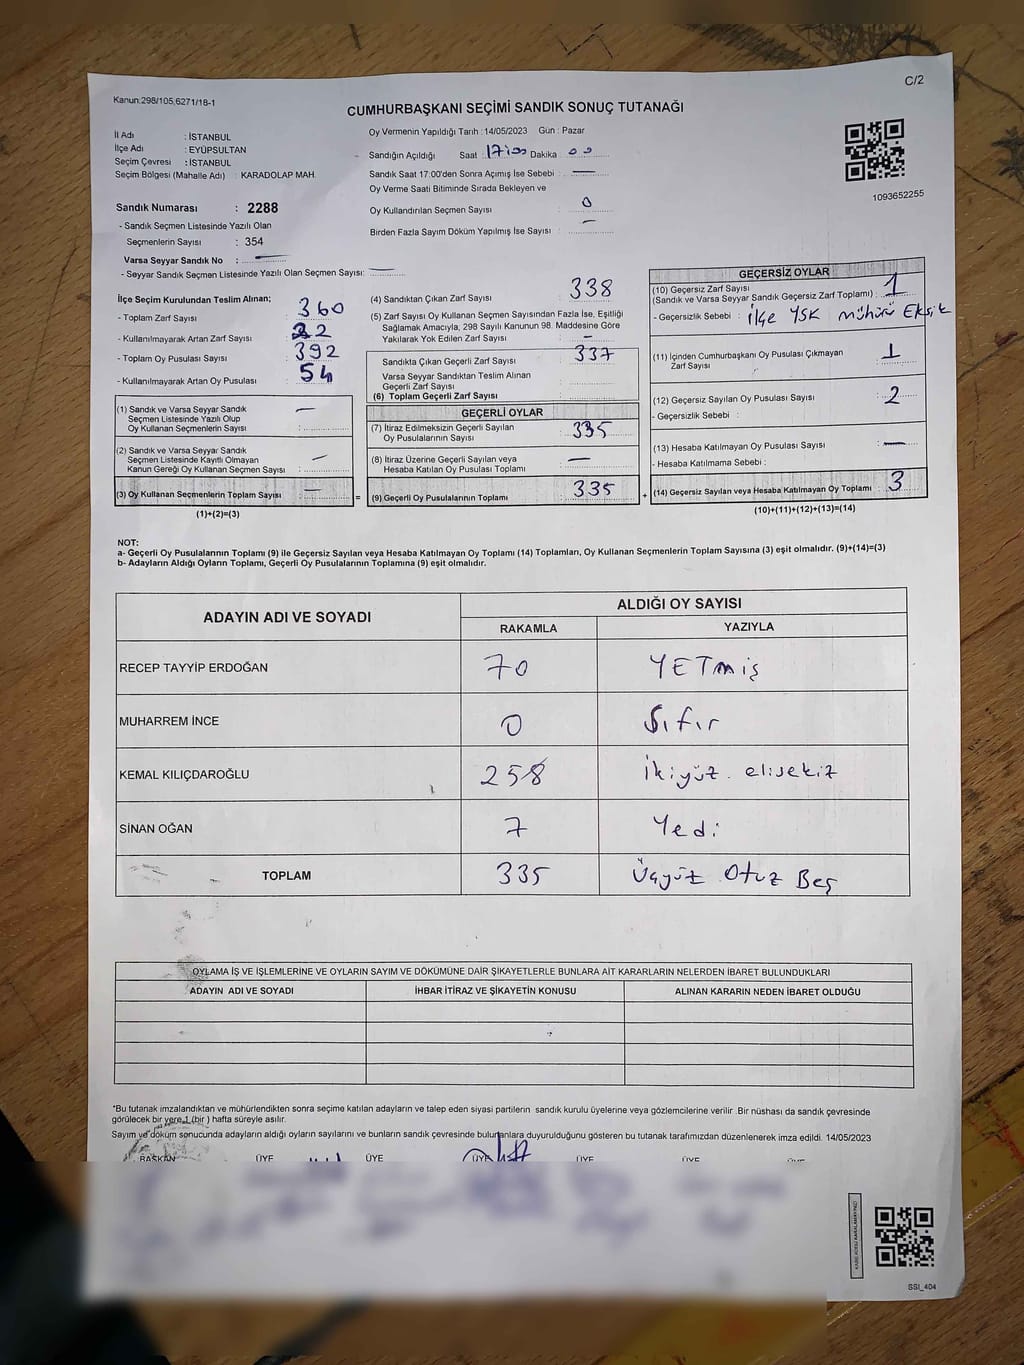 C/2
Kanun:298/105,6271/18-1
CUMHURBAŞKANI SEÇİMİ SANDIK SONUÇ TUTANAĞI
İl Adı : İSTANBUL
İlçe Adı : EYÜPSULTAN
Seçim Çevresi : İSTANBUL
Seçim Bölgesi (Mahalle Adı) : KARADOLAP MAH.
Sandık Numarası : 2288
- Sandık Seçmen Listesinde Yazılı Olan
Seçmenlerin Sayısı : 354
Varsa Seyyar Sandık No :
- Seyyar Sandık Seçmen Listesinde Yazılı Olan Seçmen Sayısı:
Oy Vermenin Yapıldığı Tarih : 14/05/2023 Gün : Pazar
Sandığın Açıldığı Saat : 17:00 Dakika 00
Sandık Saat 17:00'den Sonra Açımış İse Sebebi : —
Oy Verme Saati Bitiminde Sırada Bekleyen ve
Oy Kullandırılan Seçmen Sayısı : 0
Birden Fazla Sayım Döküm Yapılmış İse Sayısı : —
1093652255
İlçe Seçim Kurulundan Teslim Alınan;
- Toplam Zarf Sayısı : 360
- Kullanılmayarak Artan Zarf Sayısı : 22
- Toplam Oy Pusulası Sayısı : 392
- Kullanılmayarak Artan Oy Pusulası : 54
(1) Sandık ve Varsa Seyyar Sandık
Seçmen Listesinde Yazılı Olup
Oy Kullanan Seçmenlerin Sayısı : —
(2) Sandık ve Varsa Seyyar Sandık
Seçmen Listesinde Kayıtlı Olmayan
Kanun Gereği Oy Kullanan Seçmen Sayısı : —
(3) Oy Kullanan Seçmenlerin Toplam Sayısı : — =
(1)+(2)=(3)
(4) Sandıktan Çıkan Zarf Sayısı : 338
(5) Zarf Sayısı Oy Kullanan Seçmen Sayısından Fazla İse, Eşitliği
Sağlamak Amacıyla, 298 Sayılı Kanunun 98. Maddesine Göre
Yakılarak Yok Edilen Zarf Sayısı : —
Sandıkta Çıkan Geçerli Zarf Sayısı : 337
Varsa Seyyar Sandıktan Teslim Alınan
Geçerli Zarf Sayısı :
(6) Toplam Geçerli Zarf Sayısı :
GEÇERLİ OYLAR
(7) İtiraz Edilmeksizin Geçerli Sayılan
Oy Pusulalarının Sayısı : 335
(8) İtiraz Üzerine Geçerli Sayılan veya
Hesaba Katılan Oy Pusulası Toplamı : —
(9) Geçerli Oy Pusulalarının Toplamı : 335 +
GEÇERSİZ OYLAR
(10) Geçersiz Zarf Sayısı
(Sandık ve Varsa Seyyar Sandık Geçersiz Zarf Toplamı) : 1
- Geçersizlik Sebebi : ilçe YSK mühürü Eksik
(11) İçinden Cumhurbaşkanı Oy Pusulası Çıkmayan
Zarf Sayısı : 1
(12) Geçersiz Sayılan Oy Pusulası Sayısı : 2
- Geçersizlik Sebebi :
(13) Hesaba Katılmayan Oy Pusulası Sayısı : —
- Hesaba Katılmama Sebebi :
(14) Geçersiz Sayılan veya Hesaba Katılmayan Oy Toplamı : 3
(10)+(11)+(12)+(13)=(14)
NOT:
a- Geçerli Oy Pusulalarının Toplamı (9) ile Geçersiz Sayılan veya Hesaba Katılmayan Oy Toplamı (14) Toplamları, Oy Kullanan Seçmenlerin Toplam Sayısına (3) eşit olmalıdır. (9)+(14)=(3)
b- Adayların Aldığı Oyların Toplamı, Geçerli Oy Pusulalarının Toplamına (9) eşit olmalıdır.
ADAYIN ADI VE SOYADI ALDIĞI OY SAYISI
RAKAMLA YAZIYLA
RECEP TAYYİP ERDOĞAN 70 YETmiş
MUHARREM İNCE 0 Sıfır
KEMAL KILIÇDAROĞLU 258 ikiyüz elisekiz
SİNAN OĞAN 7 Yedi
TOPLAM 335 Üçyüz Otuz Beş
OYLAMA İŞ VE İŞLEMLERİNE VE OYLARIN SAYIM VE DÖKÜMÜNE DAİR ŞİKAYETLERLE BUNLARA AİT KARARLARIN NELERDEN İBARET BULUNDUKLARI
ADAYIN ADI VE SOYADI İHBAR İTİRAZ VE ŞİKAYETİN KONUSU ALINAN KARARIN NEDEN İBARET OLDUĞU
*Bu tutanak imzalandıktan ve mühürlendikten sonra seçime katılan adayların ve talep eden siyasi partilerin sandık kurulu üyelerine veya gözlemcilerine verilir .Bir nüshası da sandık çevresinde
görülecek bir yere 1 (bir ) hafta süreyle asılır.
Sayım ve döküm sonucunda adayların aldığı oyların sayılarını ve bunların sandık çevresinde bulunanlara duyurulduğunu gösteren bu tutanak tarafımızdan düzenlenerek imza edildi. 14/05/2023
BAŞKAN ÜYE ÜYE ÜYE ÜYE ÜYE ÜYE
SSI_404